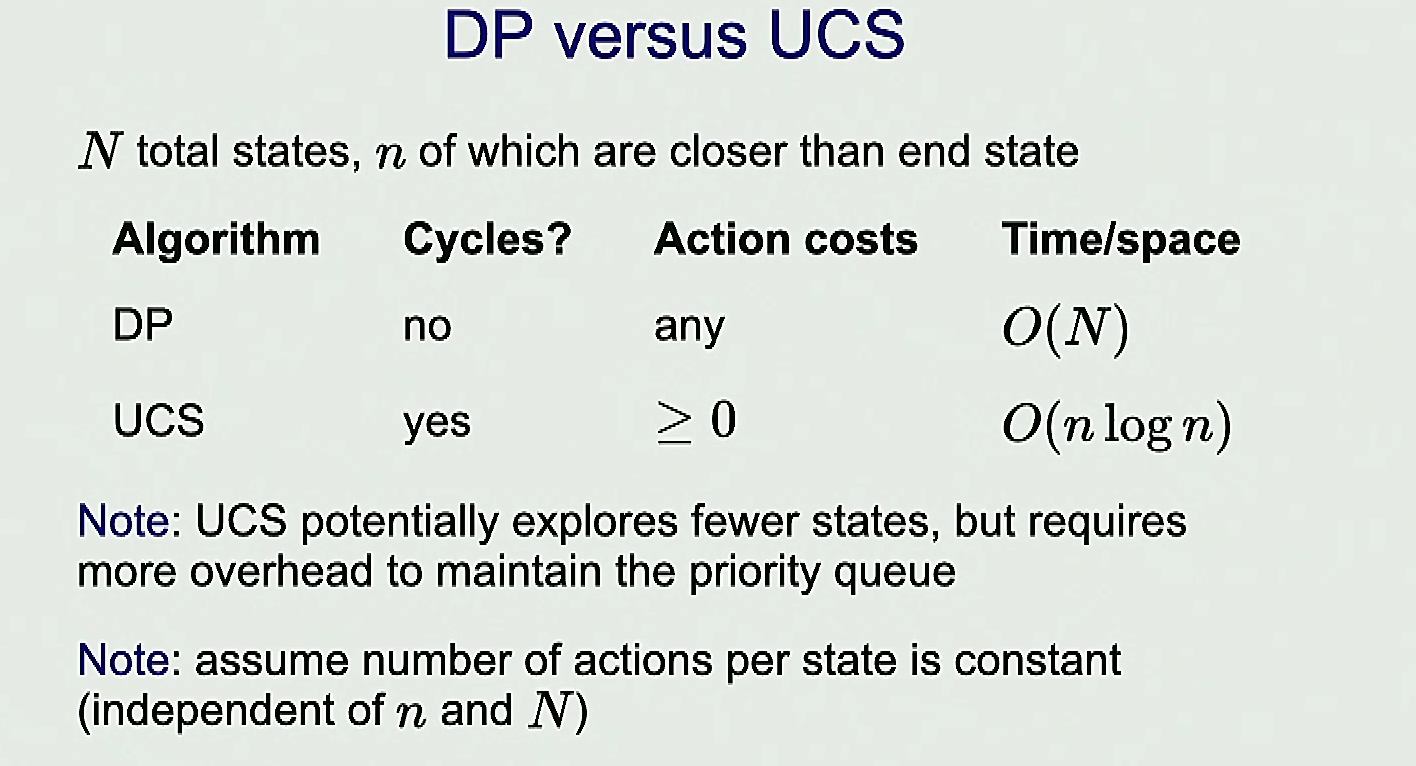 DP versus UCS
N total states, n of which are closer than end state
Algorithm Cycles? Action costs Time/space
DP no any O(N)
UCS yes ≥ 0 O(n log n)
Note: UCS potentially explores fewer states, but requires
more overhead to maintain the priority queue
Note: assume number of actions per state is constant
(independent of n and N)